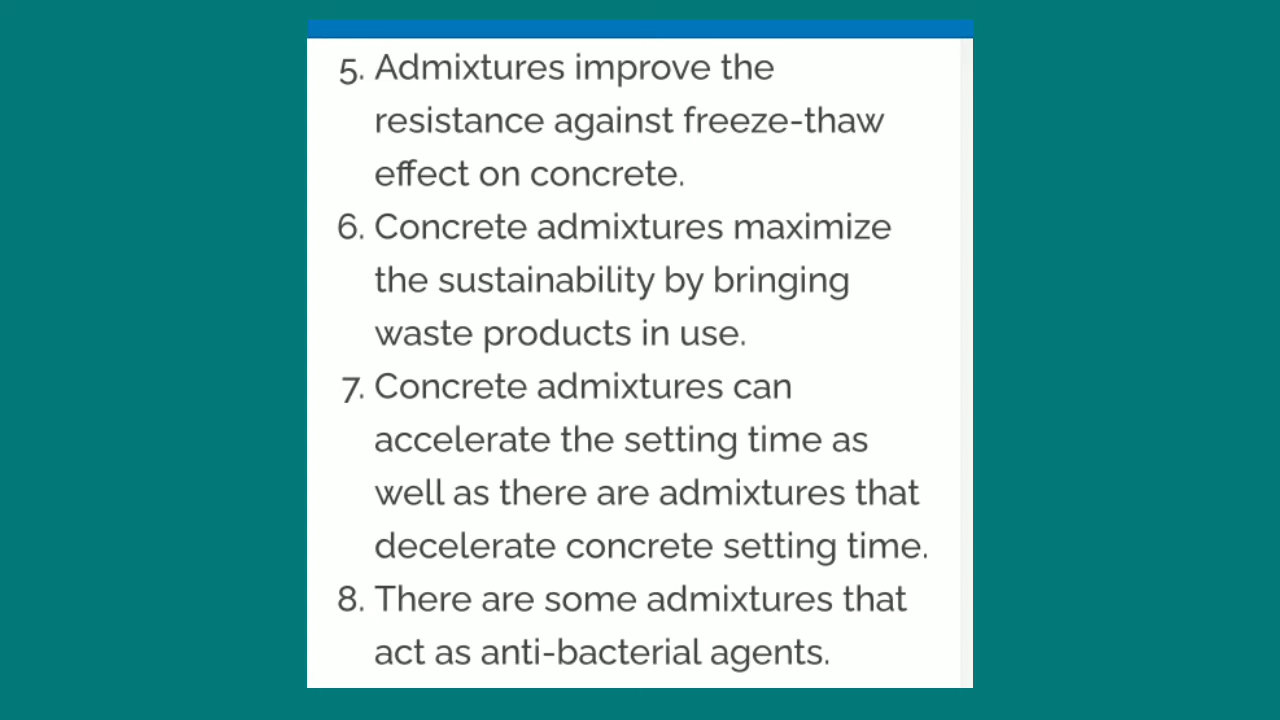 5. Admixtures improve the
resistance against freeze-thaw
effect on concrete.
6. Concrete admixtures maximize
the sustainability by bringing
waste products in use.
7. Concrete admixtures can
accelerate the setting time as
well as there are admixtures that
decelerate concrete setting time.
8. There are some admixtures that
act as anti-bacterial agents.